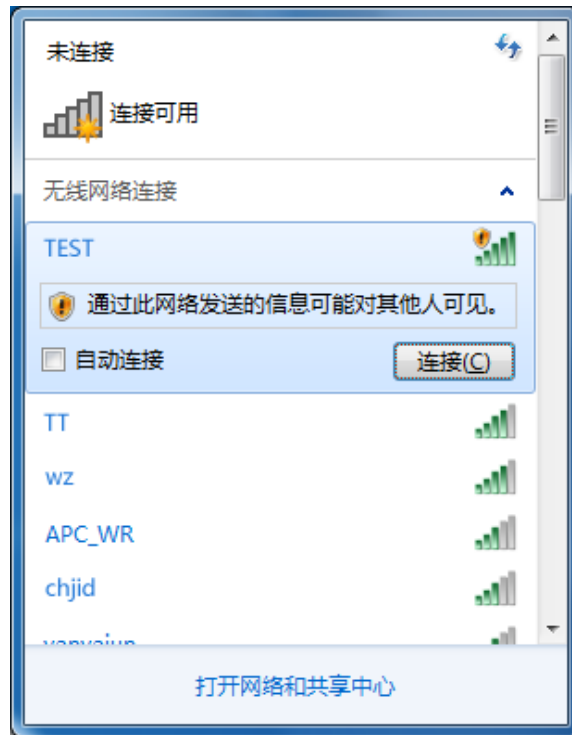 未连接
连接可用
无线网络连接
TEST
通过此网络发送的信息可能对其他人可见。
自动连接
连接(C)
TT
wz
APC_WR
chjid
打开网络和共享中心